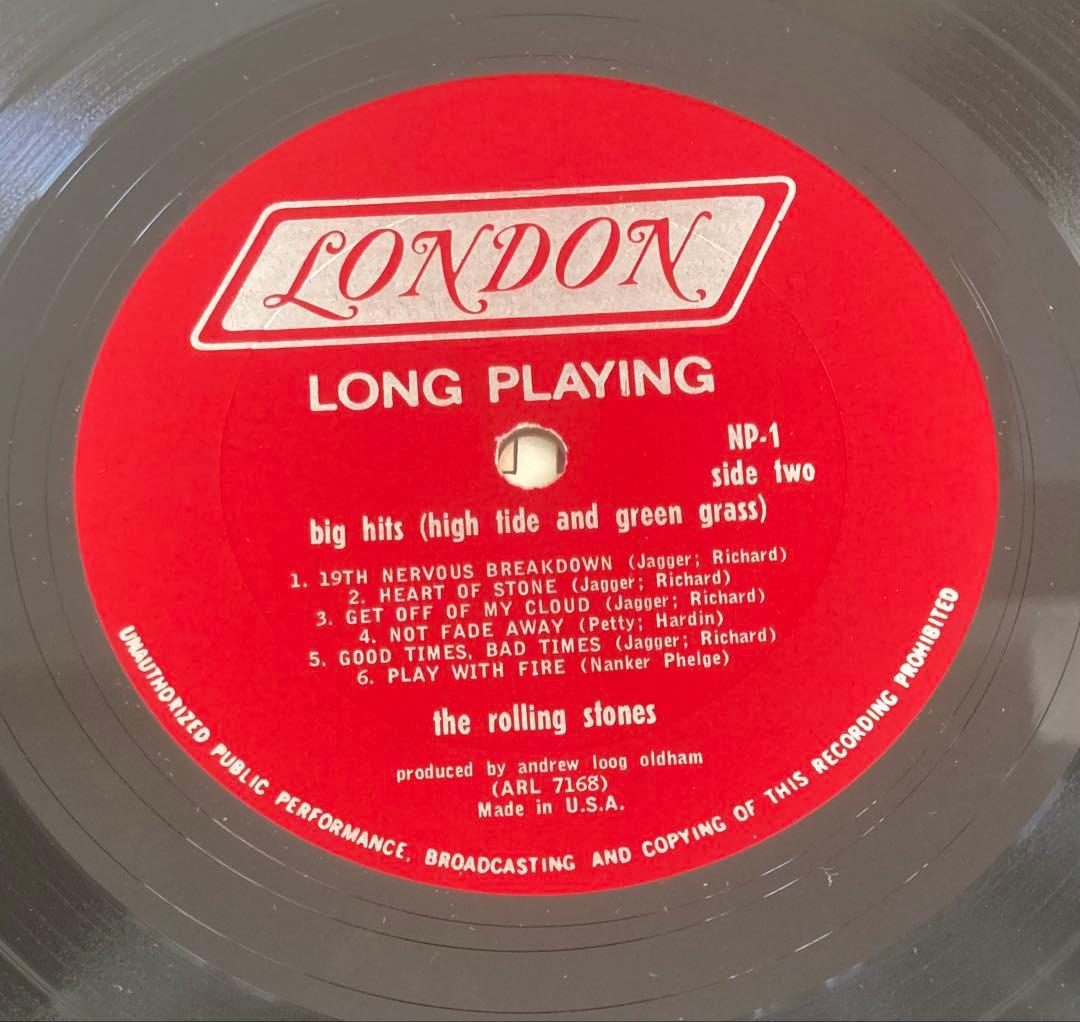 LONDON
LONG PLAYING
NP-1
side two
big hits (high tide and green grass)
1. 19TH NERVOUS BREAKDOWN (Jagger; Richard)
2. HEART OF STONE (Jagger; Richard)
3. GET OFF OF MY CLOUD (Jagger; Richard)
4. NOT FADE AWAY (Petty; Hardin)
5. GOOD TIMES, BAD TIMES (Jagger; Richard)
6. PLAY WITH FIRE (Nanker Phelge)
the rolling stones
produced by andrew loog oldham
(ARL 7168)
Made in U.S.A.
UNAUTHORIZED PUBLIC PERFORMANCE, BROADCASTING AND COPYING OF THIS RECORDING PROHIBITED